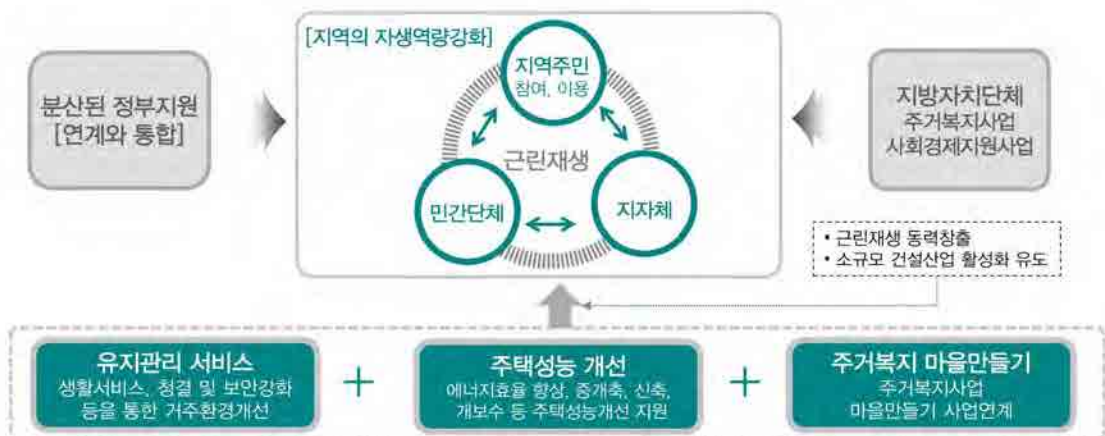 [지역의 자생역량강화]
지역주민
참여, 이용
분산된 정부지원
[연계와 통합]
근린재생
지방자치단체
주거복지사업
사회경제지원사업
민간단체
지자체
• 근린재생 동력창출
• 소규모 건설산업 활성화 유도
유지관리 서비스
생활서비스, 청결 및 보안강화
등을 통한 거주환경개선
+
주택성능 개선
에너지효율 향상, 증개축, 신축,
개보수 등 주택성능개선 지원
+
주거복지 마을만들기
주거복지사업
마을만들기 사업연계